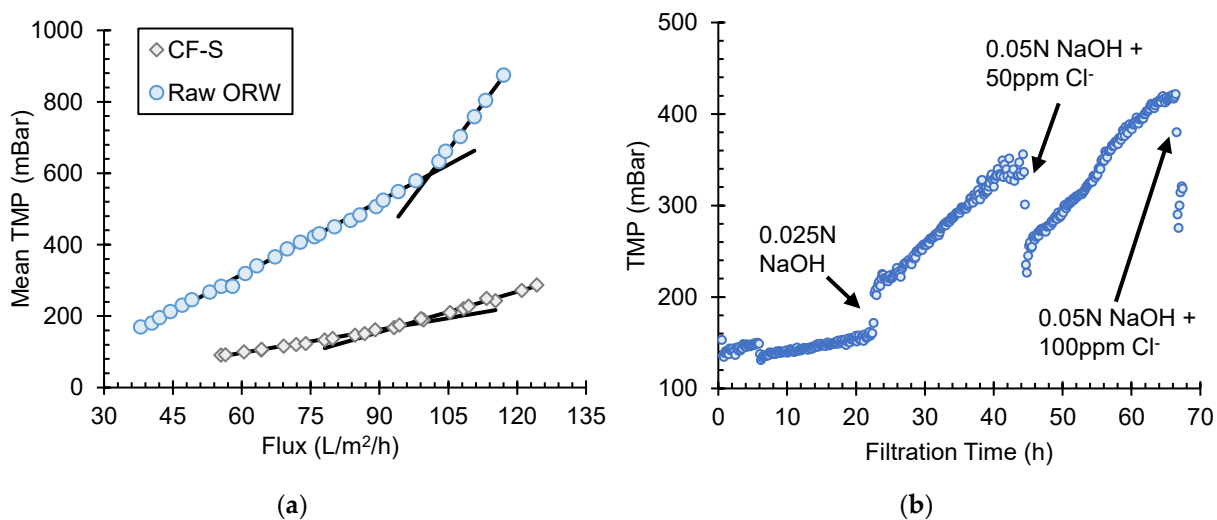 CF-S
Raw ORW
1000
800
600
400
200
0
Mean TMP (mBar)
30 45 60 75 90 105 120 135
Flux (L/m²/h)
(a)
500
400
300
200
100
TMP (mBar)
0.025N
NaOH
0.05N NaOH +
50ppm Cl⁻
0.05N NaOH +
100ppm Cl⁻
0 10 20 30 40 50 60 70
Filtration Time (h)
(b)